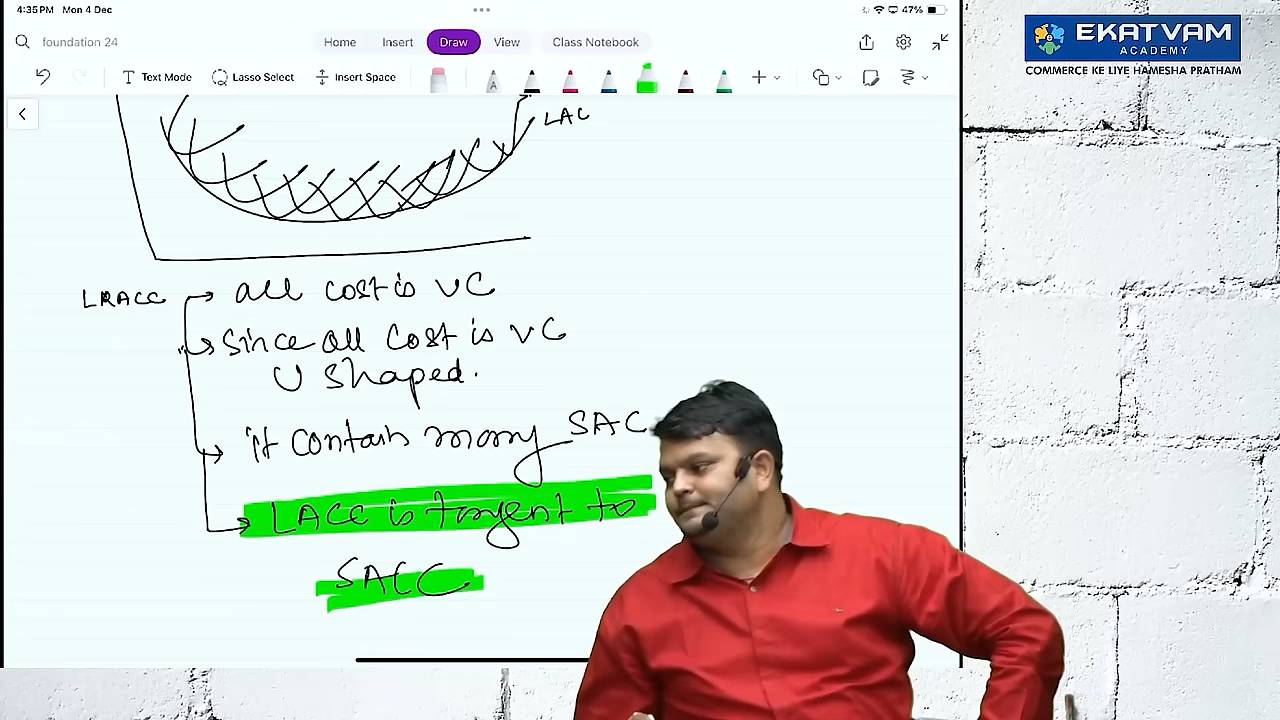 4:35 PM Mon 4 Dec
47%
foundation 24
Home Insert Draw View Class Notebook
Text Mode Lasso Select Insert Space
EKATVAM
ACADEMY
COMMERCE KE LIYE HAMESHA PRATHAM
LAC
LRACC all cost is VC
Since all cost is VC
U shaped.
it contain many SAC
LACC is tangent to
SACC